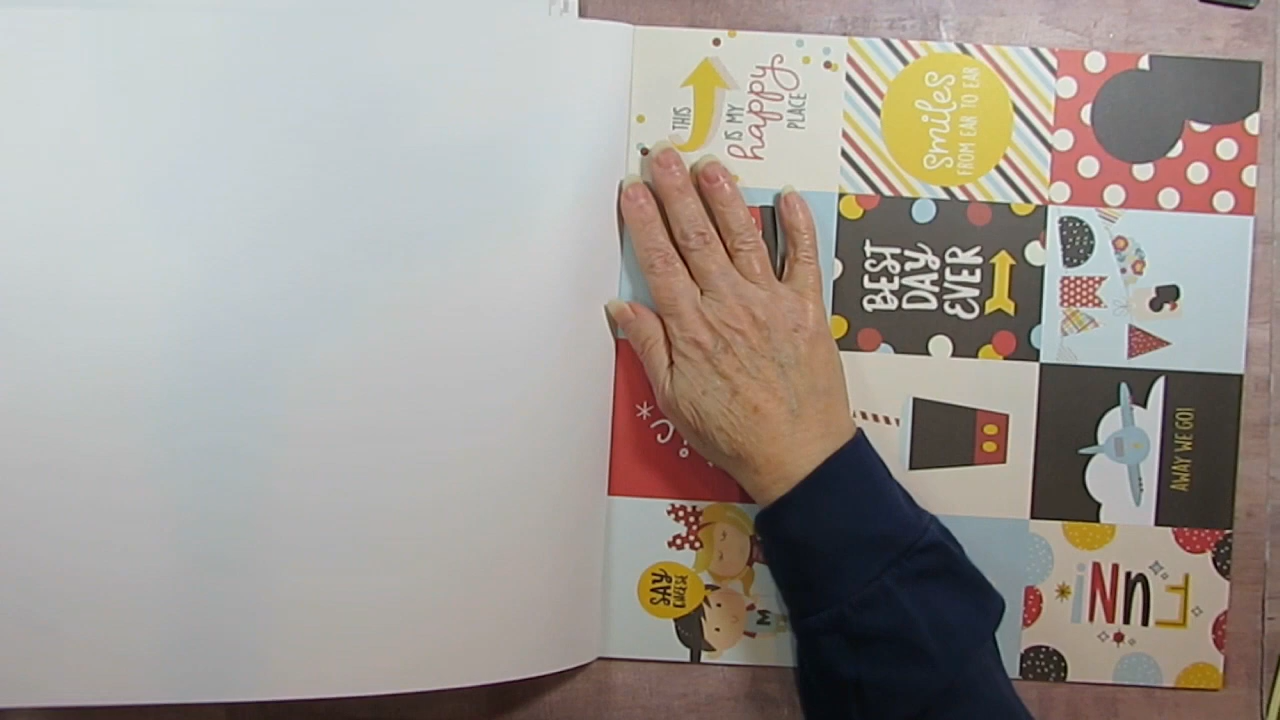 THIS
IS MY
happy
PLACE
smiles
FROM EAR TO EAR
BEST
DAY
EVER
AWAY WE GO!
SAY
CHEESE
M
FUN!